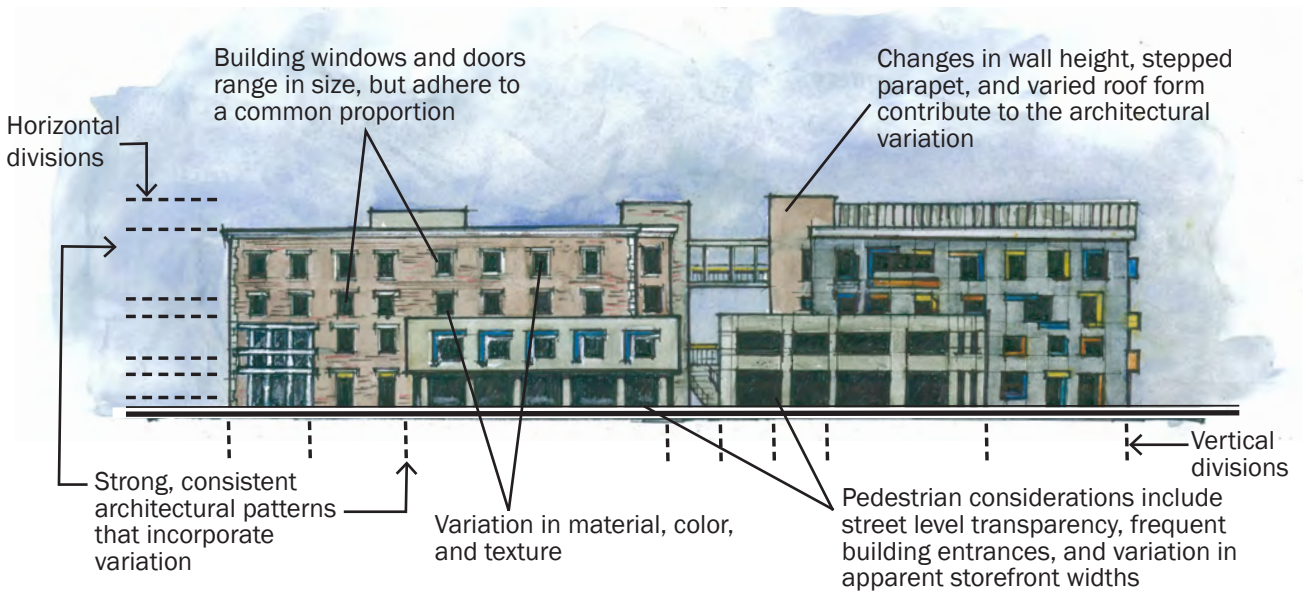 Building windows and doors
range in size, but adhere to
a common proportion
Changes in wall height, stepped
parapet, and varied roof form
contribute to the architectural
variation
Horizontal
divisions
Vertical
divisions
Strong, consistent
architectural patterns
that incorporate
variation
Variation in material, color,
and texture
Pedestrian considerations include
street level transparency, frequent
building entrances, and variation in
apparent storefront widths